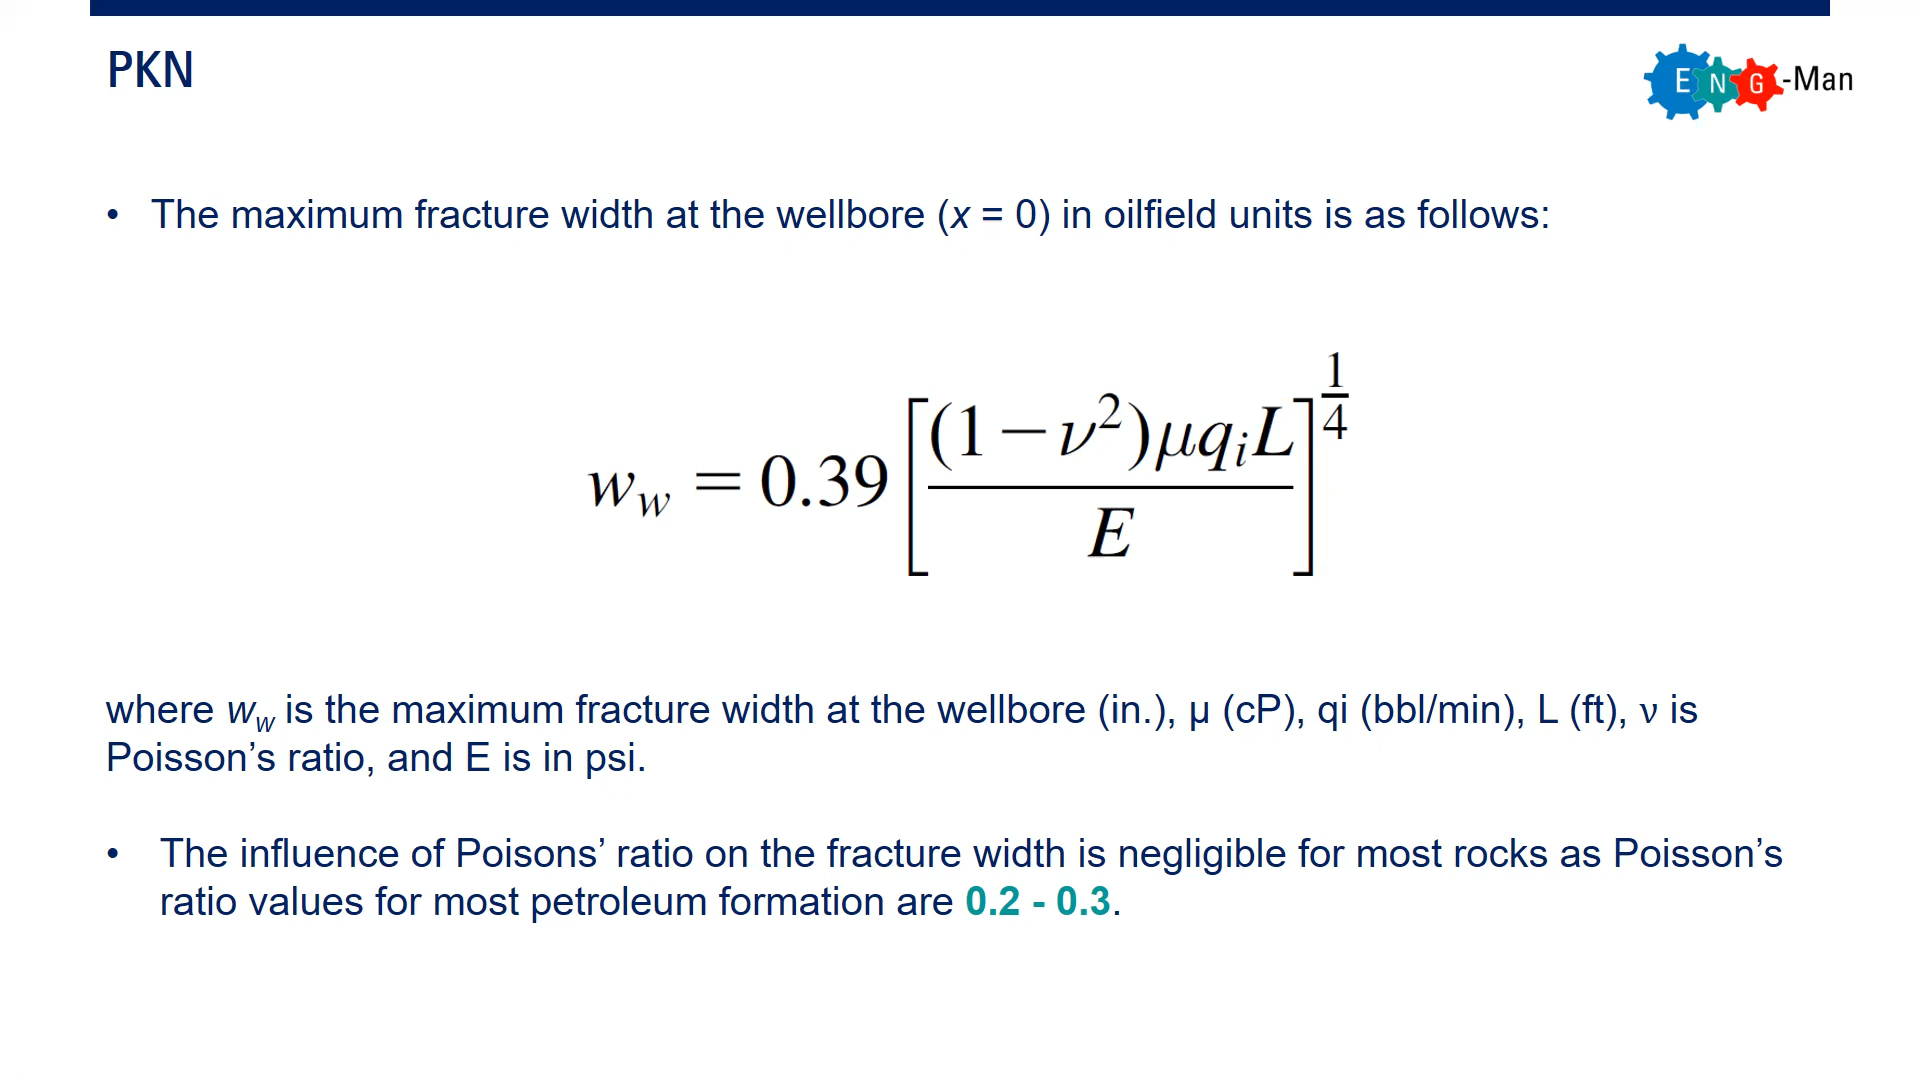 PKN
ENG-Man
• The maximum fracture width at the wellbore (x = 0) in oilfield units is as follows:
w_w = 0.39 [(1 − ν²)μq_iL / E]^(1/4)
where w_w is the maximum fracture width at the wellbore (in.), μ (cP), qi (bbl/min), L (ft), ν is
Poisson’s ratio, and E is in psi.
• The influence of Poisons’ ratio on the fracture width is negligible for most rocks as Poisson’s
ratio values for most petroleum formation are 0.2 - 0.3.